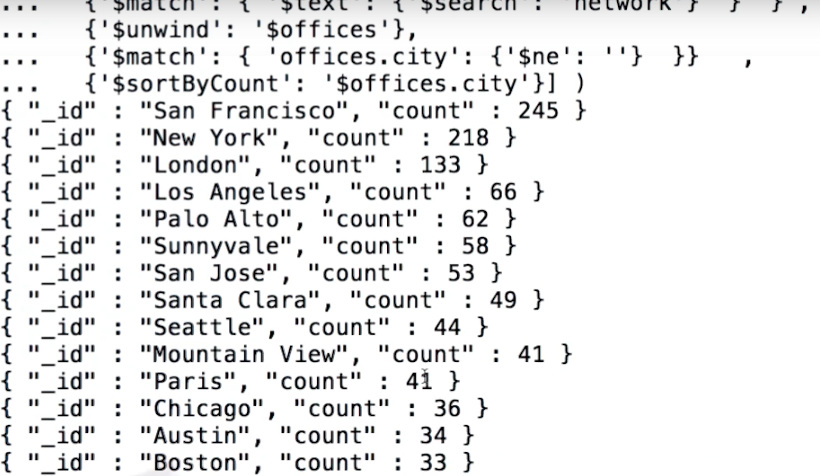 ... {'$match': { '$text': {'$search': 'network'} } } ,
... {'$unwind': '$offices'},
... {'$match': { 'offices.city': {'$ne': ''} }} ,
... {'$sortByCount': '$offices.city'}] )
{ "_id" : "San Francisco", "count" : 245 }
{ "_id" : "New York", "count" : 218 }
{ "_id" : "London", "count" : 133 }
{ "_id" : "Los Angeles", "count" : 66 }
{ "_id" : "Palo Alto", "count" : 62 }
{ "_id" : "Sunnyvale", "count" : 58 }
{ "_id" : "San Jose", "count" : 53 }
{ "_id" : "Santa Clara", "count" : 49 }
{ "_id" : "Seattle", "count" : 44 }
{ "_id" : "Mountain View", "count" : 41 }
{ "_id" : "Paris", "count" : 41 }
{ "_id" : "Chicago", "count" : 36 }
{ "_id" : "Austin", "count" : 34 }
{ "_id" : "Boston", "count" : 33 }